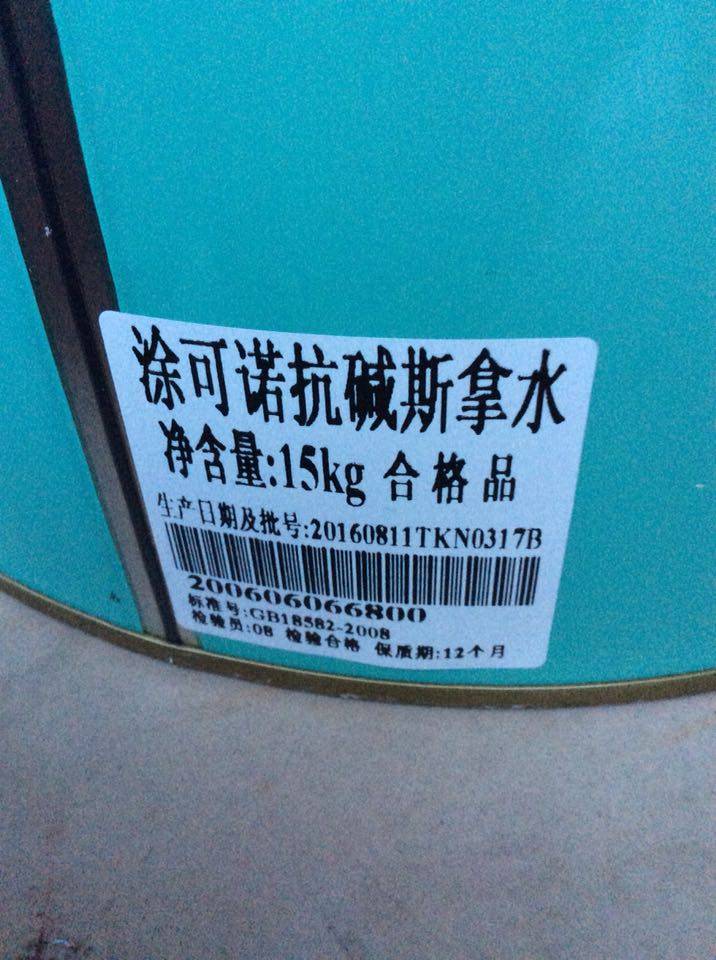 涂可诺抗碱斯拿水
净含量:15kg 合格品
生产日期及批号:20160811TKN0317B
200606066800
标准号:GB18582-2008
检验员:08 检验合格 保质期:12个月